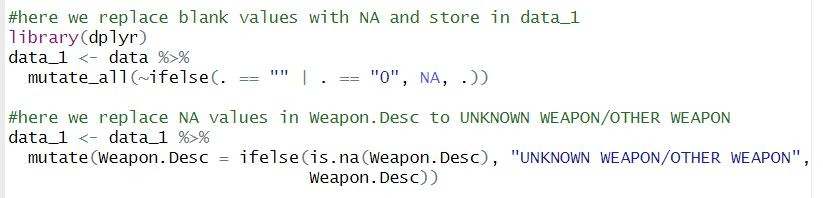 #here we replace blank values with NA and store in data_1
library(dplyr)
data_1 <- data %>%
  mutate_all(~ifelse(. == "" | . == "0", NA, .))
#here we replace NA values in Weapon.Desc to UNKNOWN WEAPON/OTHER WEAPON
data_1 <- data_1 %>%
  mutate(Weapon.Desc = ifelse(is.na(Weapon.Desc), "UNKNOWN WEAPON/OTHER WEAPON",
                              Weapon.Desc))